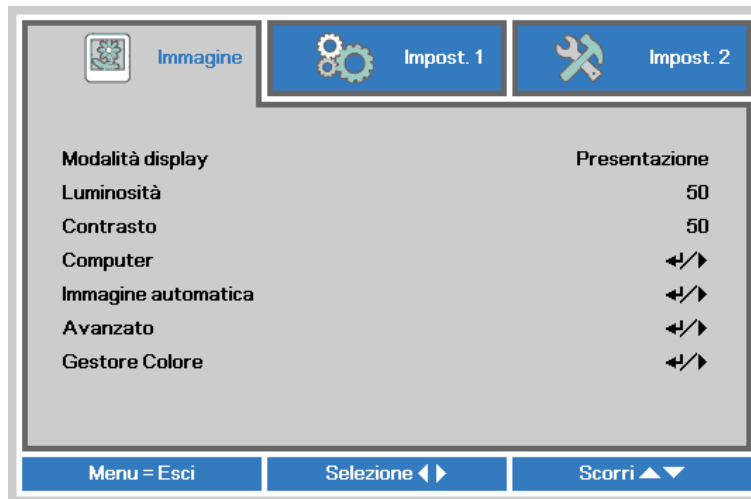 Immagine Impost. 1 Impost. 2
Modalità display Presentazione
Luminosità 50
Contrasto 50
Computer
Immagine automatica
Avanzato
Gestore Colore
Menu = Esci Selezione Scorri